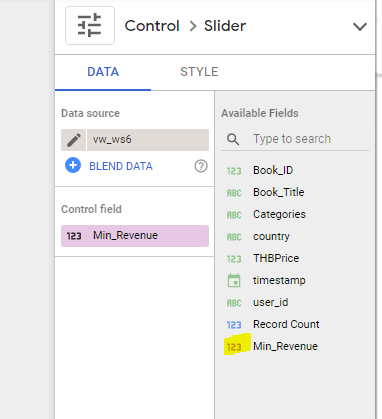 Control > Slider
DATA STYLE
Data source
vw_ws6
BLEND DATA
Control field
123 Min_Revenue
Available Fields
Type to search
123 Book_ID
ABC Book_Title
ABC Categories
ABC country
123 THBPrice
timestamp
ABC user_id
123 Record Count
123 Min_Revenue